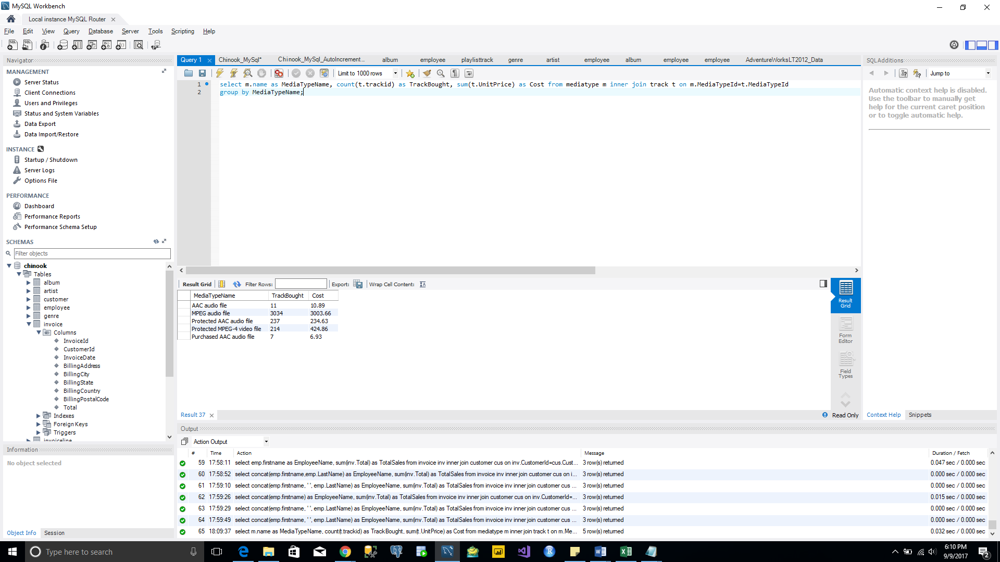 MySQL Workbench
Local instance MySQL Router
File Edit View Query Database Server Tools Scripting Help
Navigator
MANAGEMENT
Server Status
Client Connections
Users and Privileges
Status and System Variables
Data Export
Data Import/Restore
INSTANCE
Startup / Shutdown
Server Logs
Options File
PERFORMANCE
Dashboard
Performance Reports
Performance Schema Setup
SCHEMAS
Filter objects
chinook
Tables
album
artist
customer
employee
genre
invoice
Columns
InvoiceId
CustomerId
InvoiceDate
BillingAddress
BillingCity
BillingState
BillingCountry
BillingPostalCode
Total
Indexes
Foreign Keys
Triggers
invoiceline
Information
No object selected
Object Info Session
Query 1 Chinook_MySql* Chinook_MySql_AutoIncrement... album employee playlisttrack genre artist employee album employee employee AdventureWorksLT2012_Data
Limit to 1000 rows
1 select m.name as MediaTypeName, count(t.trackid) as TrackBought, sum(t.UnitPrice) as Cost from mediatype m inner join track t on m.MediaTypeId=t.MediaTypeId
2 group by MediaTypeName;
Result Grid Filter Rows: Export: Wrap Cell Content:
MediaTypeName TrackBought Cost
AAC audio file 11 10.89
MPEG audio file 3034 3003.66
Protected AAC audio file 237 234.63
Protected MPEG-4 video file 214 424.86
Purchased AAC audio file 7 6.93
Result Grid
Form Editor
Field Types
Result 37 Read Only
SQLAdditions
Jump to
Automatic context help is disabled.
Use the toolbar to manually get
help for the current caret position
or to toggle automatic help.
Context Help Snippets
Output
Action Output
# Time Action Message Duration / Fetch
59 17:58:11 select emp.firstname as EmployeeName, sum(inv.Total) as TotalSales from invoice inv inner join customer cus on inv.CustomerId=cus.Cust... 3 row(s) returned 0.047 sec / 0.000 sec
60 17:58:52 select concat(emp.firstname,emp.LastName) as EmployeeName, sum(inv.Total) as TotalSales from invoice inv inner join customer cus on i... 3 row(s) returned 0.000 sec / 0.000 sec
61 17:59:10 select concat(emp.firstname, ' ', emp.LastName) as EmployeeName, sum(inv.Total) as TotalSales from invoice inv inner join customer cus ... 3 row(s) returned 0.000 sec / 0.000 sec
62 17:59:26 select concat(emp.firstname) as EmployeeName, sum(inv.Total) as TotalSales from invoice inv inner join customer cus on inv.CustomerId=... 3 row(s) returned 0.015 sec / 0.000 sec
63 17:59:29 select concat(emp.firstname, ' ', emp.LastName) as EmployeeName, sum(inv.Total) as TotalSales from invoice inv inner join customer cus ... 3 row(s) returned 0.000 sec / 0.000 sec
64 17:59:49 select concat(emp.firstname, ' ', emp.LastName) as EmployeeName, sum(inv.Total) as TotalSales from invoice inv inner join customer cus ... 3 row(s) returned 0.000 sec / 0.000 sec
65 18:09:37 select m.name as MediaTypeName, count(t.trackid) as TrackBought, sum(t.UnitPrice) as Cost from mediatype m inner join track t on m.Me... 5 row(s) returned 0.032 sec / 0.000 sec
Type here to search
6:10 PM
9/9/2017
2